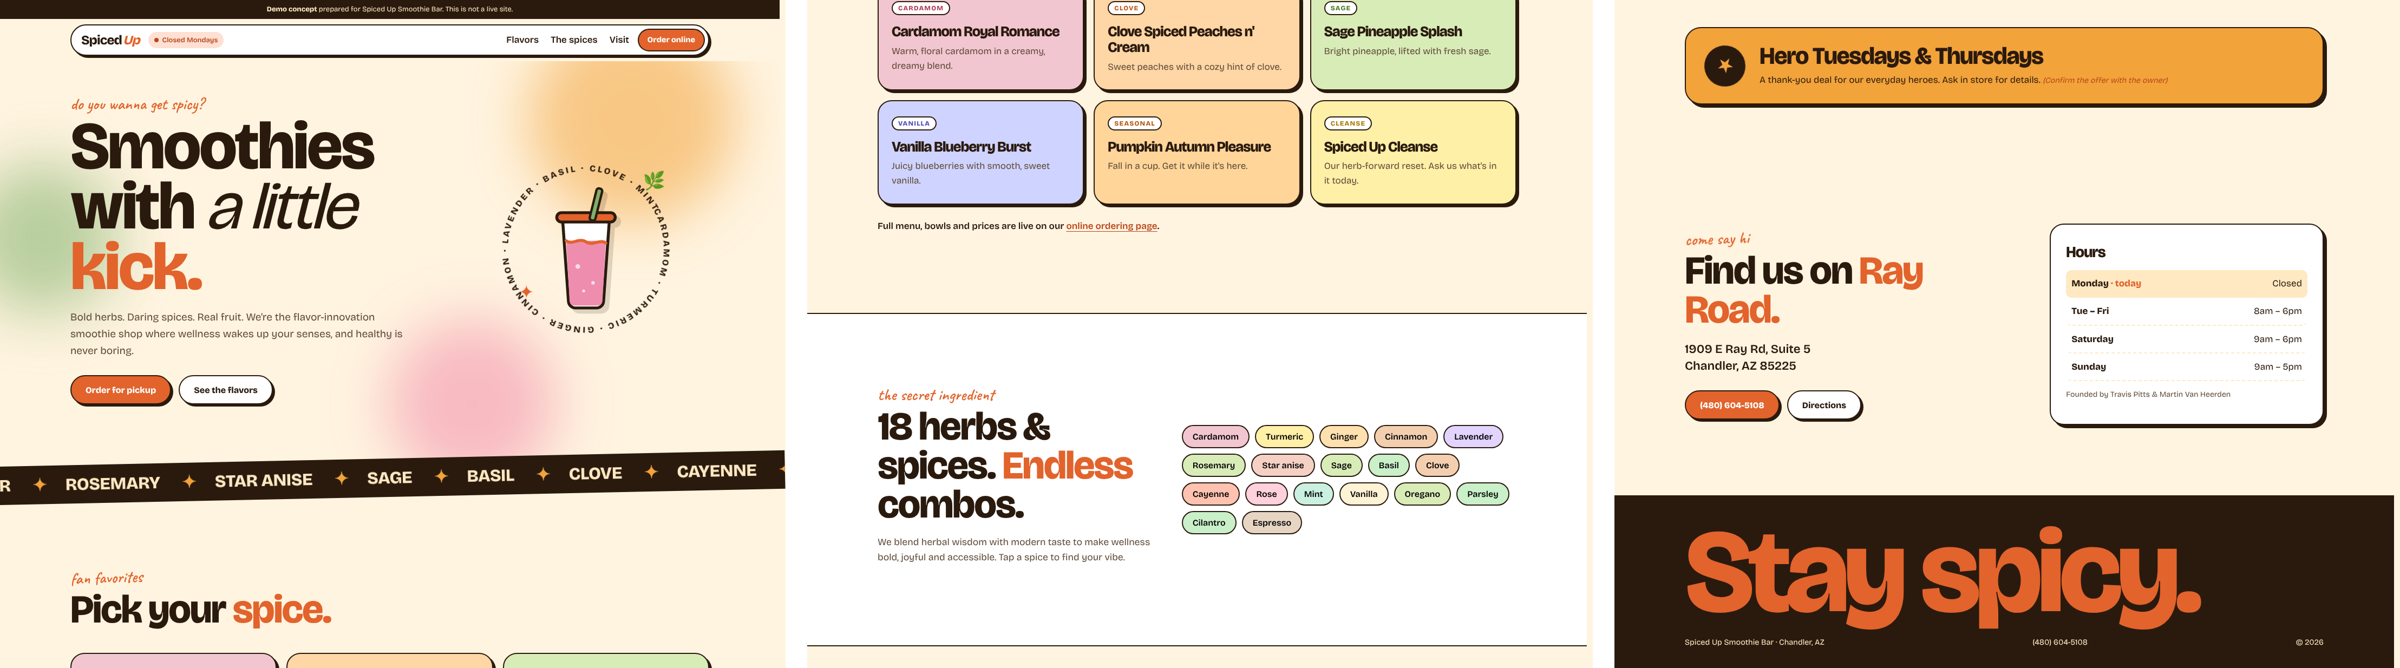 Demo concept prepared for Spiced Up Smoothie Bar. This is not a live site.
Spiced Up
Closed Mondays
Flavors
The spices
Visit
Order online
do you wanna get spicy?
Smoothies
with a little
kick.
Bold herbs. Daring spices. Real fruit. We're the flavor-innovation
smoothie shop where wellness wakes up your senses, and healthy is
never boring.
Order for pickup
See the flavors
LAVENDER · BASIL · CLOVE · MINT
CARDAMOM · TURMERIC · GINGER · CINNAMON ·
R ROSEMARY STAR ANISE SAGE BASIL CLOVE CAYENNE
fan favorites
Pick your spice.
CARDAMOM
Cardamom Royal Romance
Warm, floral cardamom in a creamy,
dreamy blend.
CLOVE
Clove Spiced Peaches n'
Cream
Sweet peaches with a cozy hint of clove.
SAGE
Sage Pineapple Splash
Bright pineapple, lifted with fresh sage.
VANILLA
Vanilla Blueberry Burst
Juicy blueberries with smooth, sweet
vanilla.
SEASONAL
Pumpkin Autumn Pleasure
Fall in a cup. Get it while it's here.
CLEANSE
Spiced Up Cleanse
Our herb-forward reset. Ask us what's in
it today.
Full menu, bowls and prices are live on our online ordering page.
the secret ingredient
18 herbs &
spices. Endless
combos.
We blend herbal wisdom with modern taste to make wellness
bold, joyful and accessible. Tap a spice to find your vibe.
Cardamom Turmeric Ginger Cinnamon Lavender
Rosemary Star anise Sage Basil Clove
Cayenne Rose Mint Vanilla Oregano Parsley
Cilantro Espresso
Hero Tuesdays & Thursdays
A thank-you deal for our everyday heroes. Ask in store for details. (Confirm the offer with the owner)
come say hi
Find us on Ray
Road.
1909 E Ray Rd, Suite 5
Chandler, AZ 85225
(480) 604-5108
Directions
Hours
Monday · today Closed
Tue – Fri 8am – 6pm
Saturday 9am – 6pm
Sunday 9am – 5pm
Founded by Travis Pitts & Martin Van Heerden
Stay spicy.
Spiced Up Smoothie Bar · Chandler, AZ
(480) 604-5108
© 2026